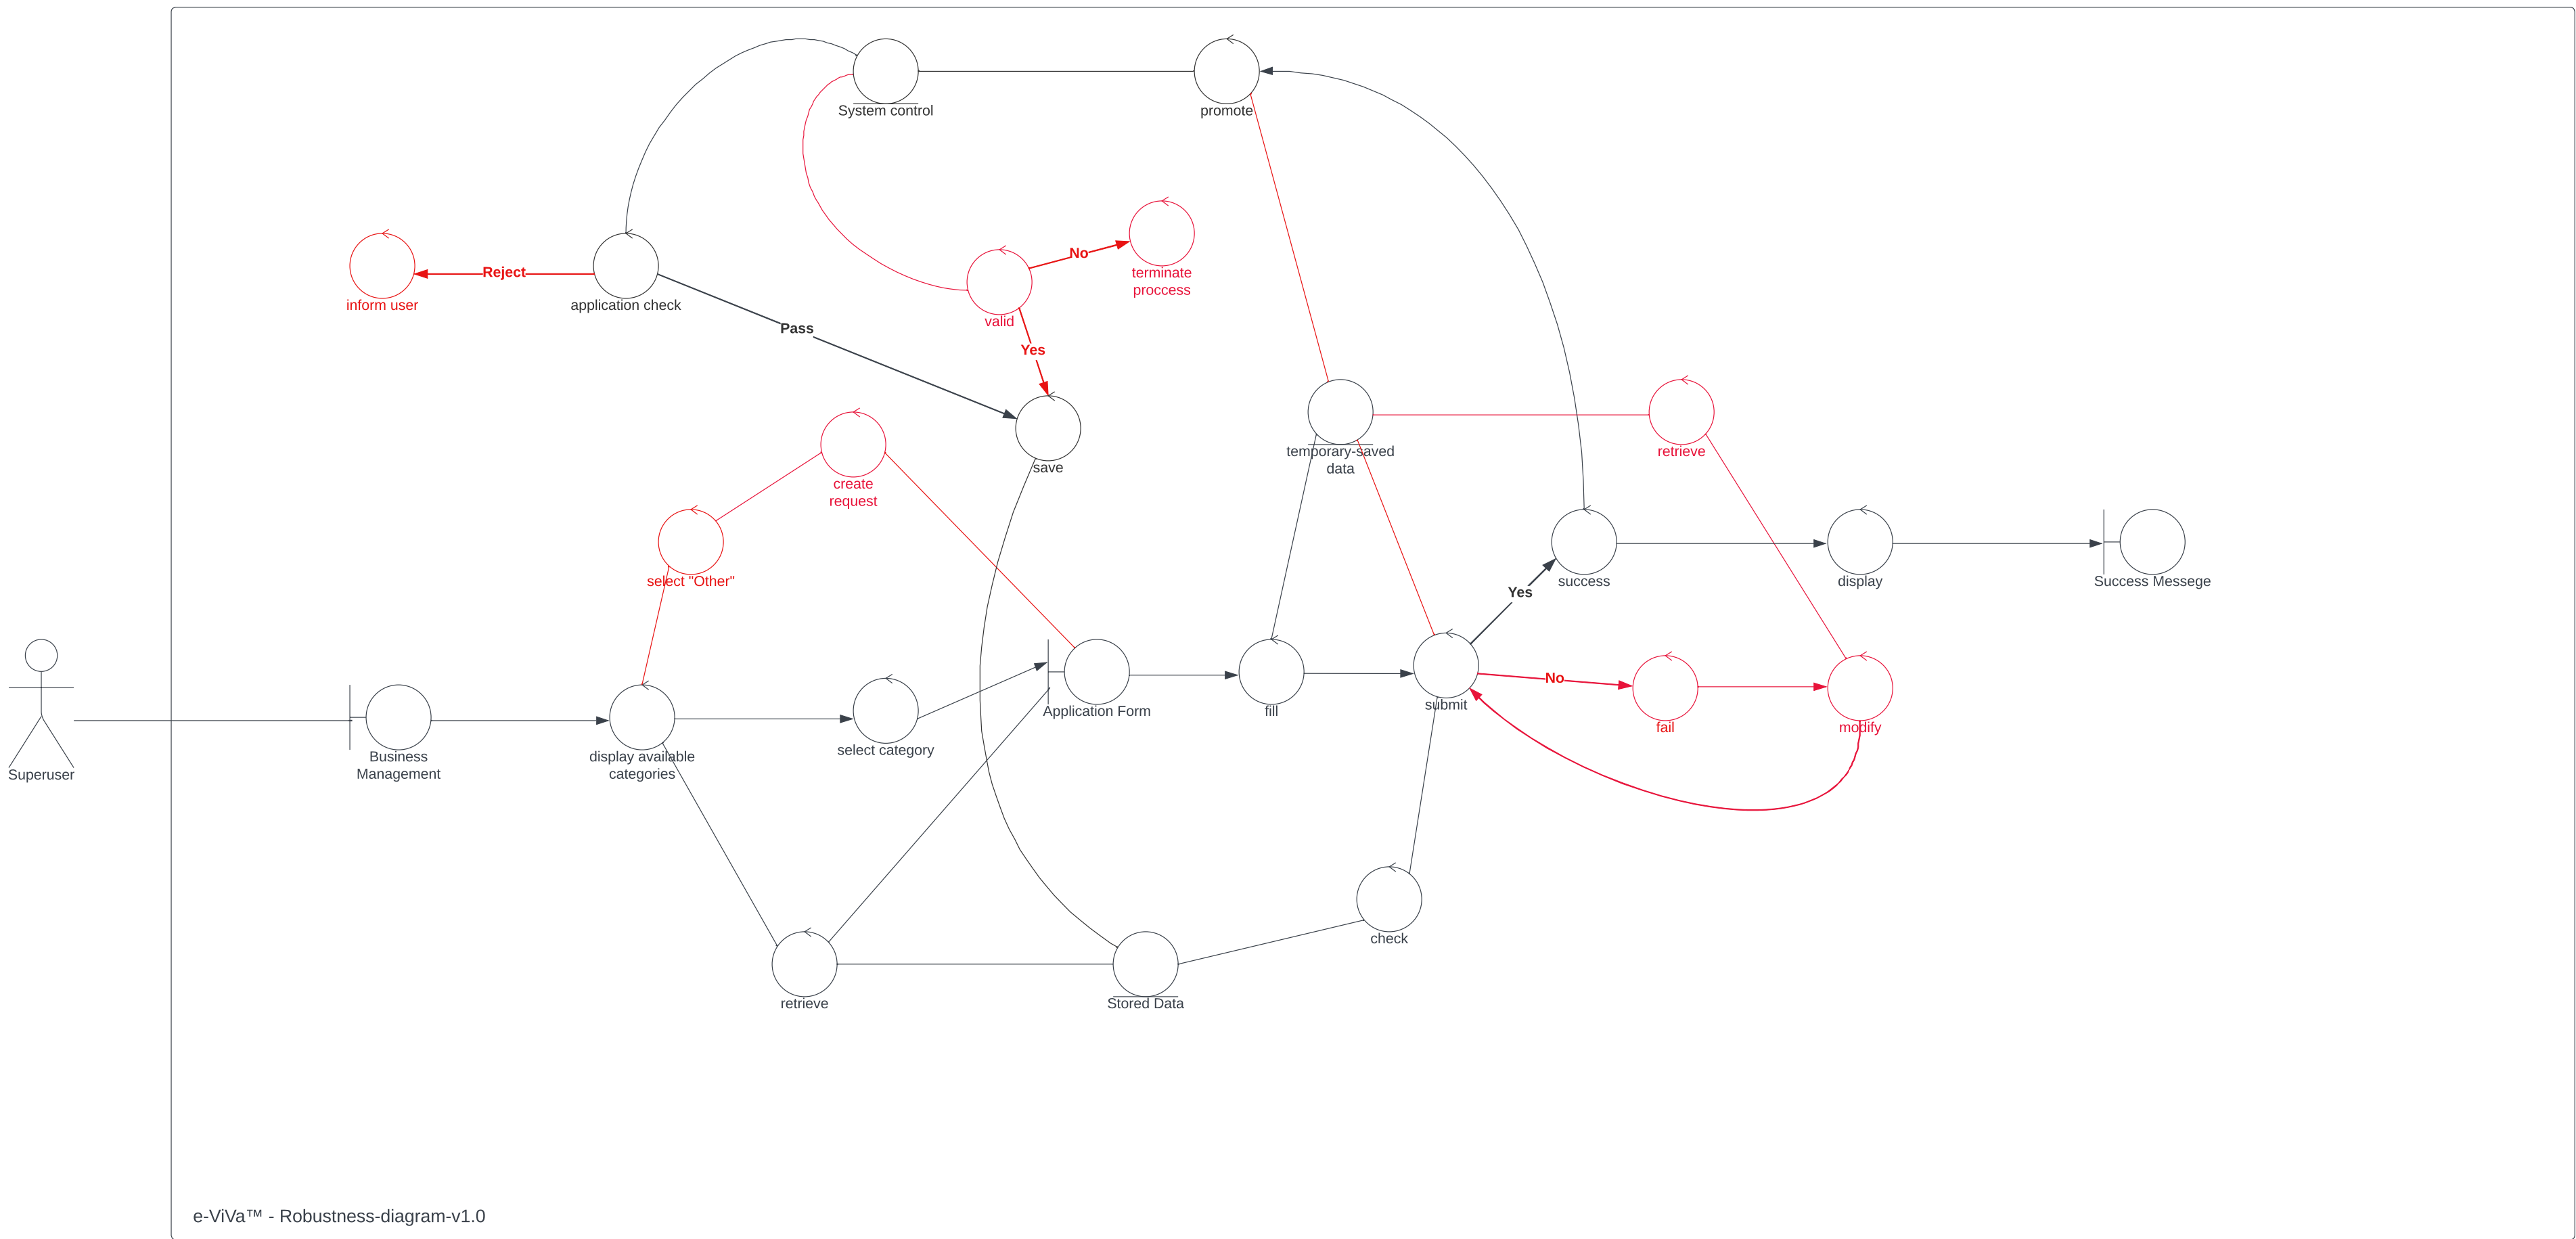 System control
promote
No
terminate
proccess
Reject
inform user
application check
valid
Pass
Yes
temporary-saved
data
retrieve
save
create
request
select "Other"
Yes
success
display
Success Messege
Superuser
Business
Management
display available
categories
select category
Application Form
fill
submit
No
fail
modify
check
retrieve
Stored Data
e-ViVa™ - Robustness-diagram-v1.0